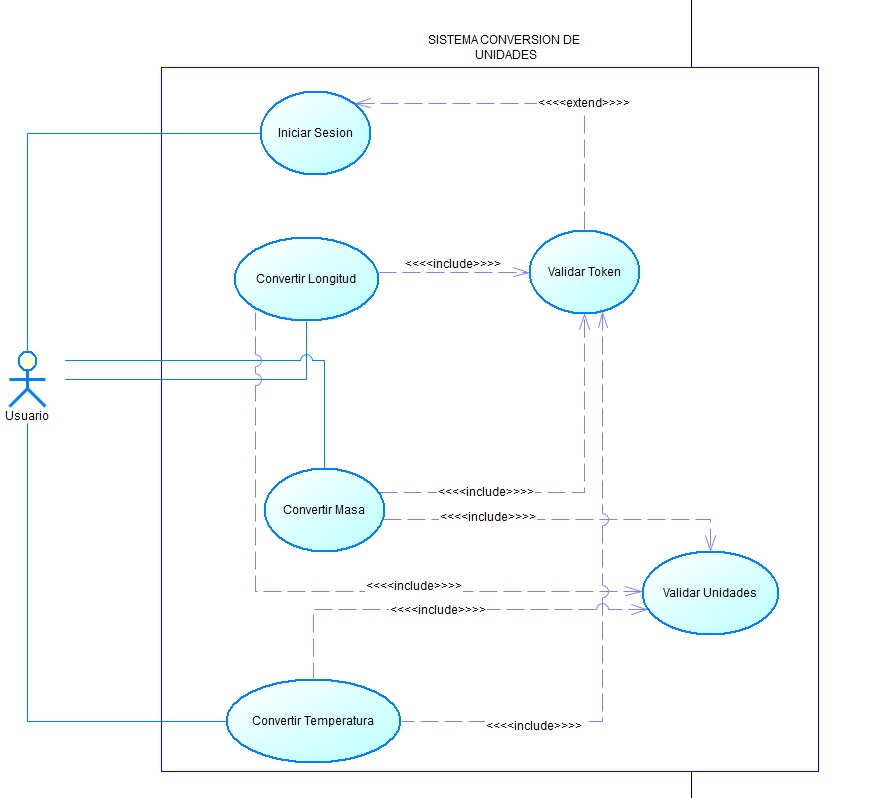 SISTEMA CONVERSION DE
UNIDADES
<<<<extend>>>>
Iniciar Sesion
<<<<include>>>>
Validar Token
Convertir Longitud
Usuario
<<<<include>>>>
Convertir Masa
<<<<include>>>>
<<<<include>>>>
Validar Unidades
<<<<include>>>>
Convertir Temperatura
<<<<include>>>>